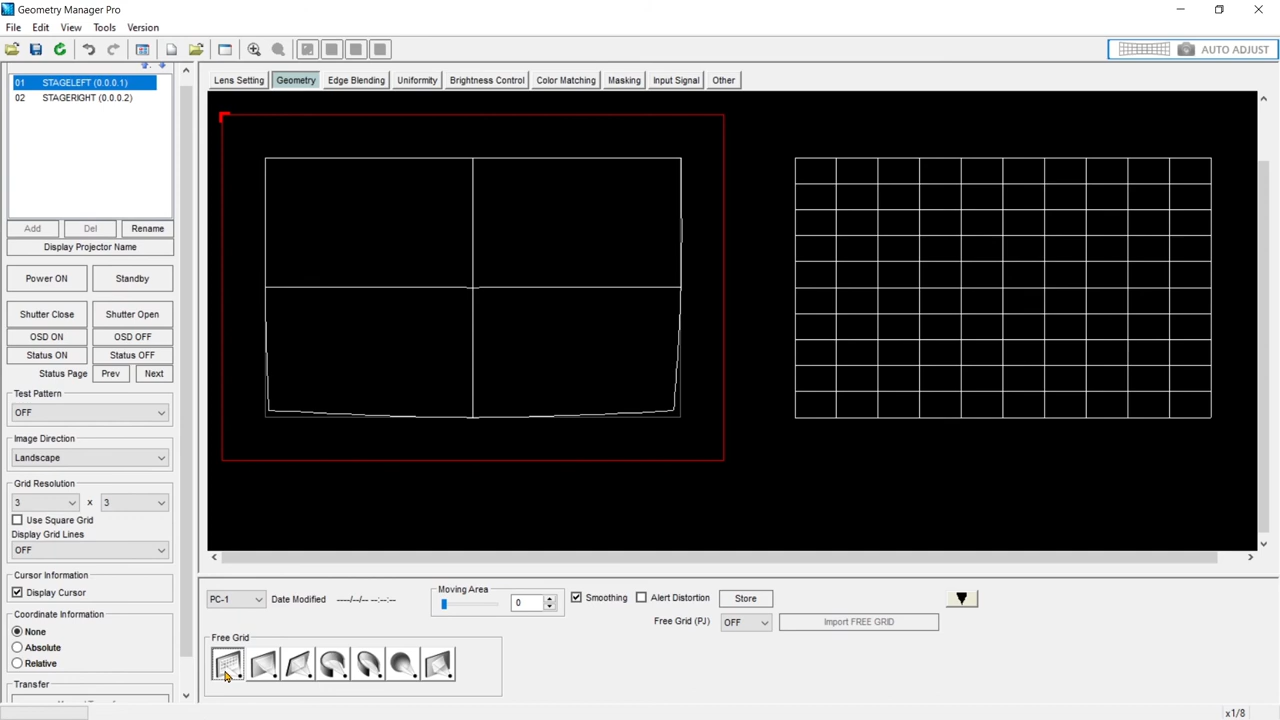 Geometry Manager Pro
File Edit View Tools Version
AUTO ADJUST
01 STAGELEFT (0.0.0.1)
02 STAGERIGHT (0.0.0.2)
Add Del Rename
Display Projector Name
Power ON Standby
Shutter Close Shutter Open
OSD ON OSD OFF
Status ON Status OFF
Status Page Prev Next
Test Pattern
OFF
Image Direction
Landscape
Grid Resolution
3 x 3
Use Square Grid
Display Grid Lines
OFF
Cursor Information
Display Cursor
Coordinate Information
None
Absolute
Relative
Transfer
Lens Setting Geometry Edge Blending Uniformity Brightness Control Color Matching Masking Input Signal Other
PC-1 Date Modified ----/--/-- --:--:-- Moving Area 0 Smoothing Alert Distortion Store
Free Grid (PJ) OFF Import FREE GRID
Free Grid
x1/8